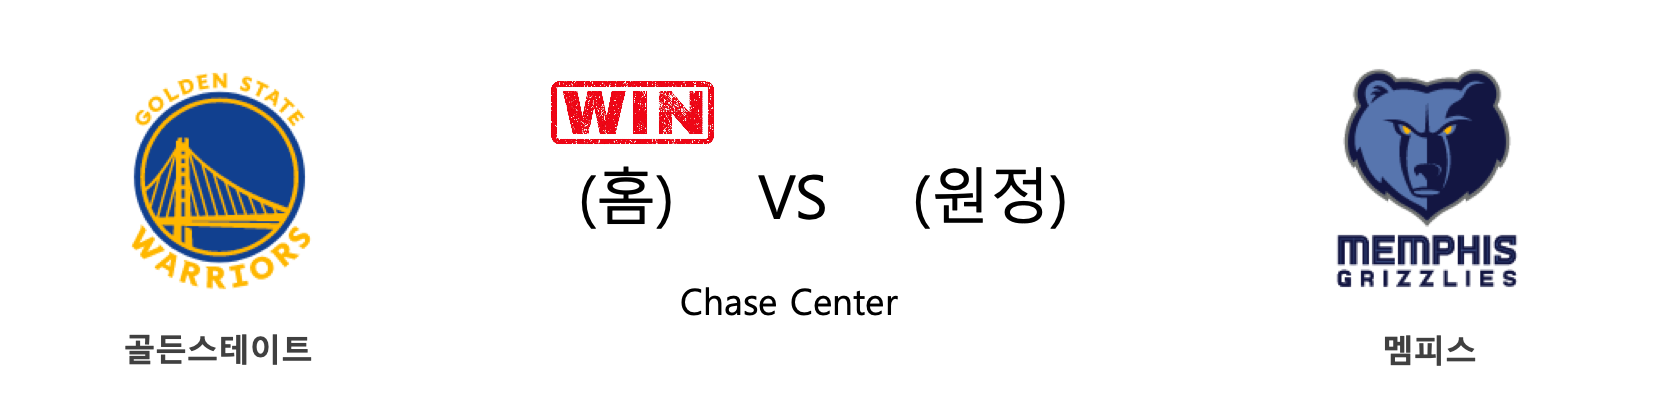 GOLDEN STATE
WARRIORS
골든스테이트
WIN
(홈) VS (원정)
Chase Center
MEMPHIS
GRIZZLIES
멤피스